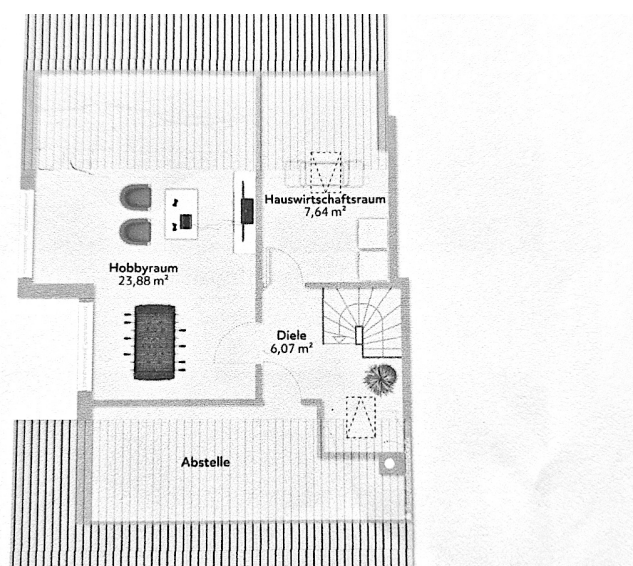 Hauswirtschaftsraum
7,64 m²
Hobbyraum
23,88 m²
Diele
6,07 m²
Abstelle